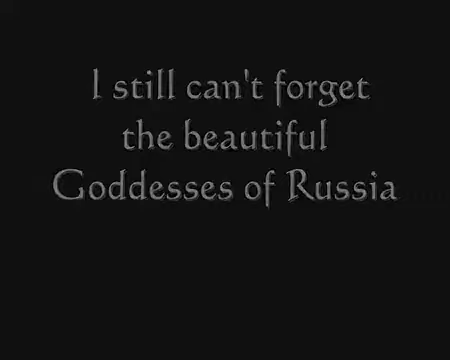 I still can't forget
the beautiful
Goddesses of Russia